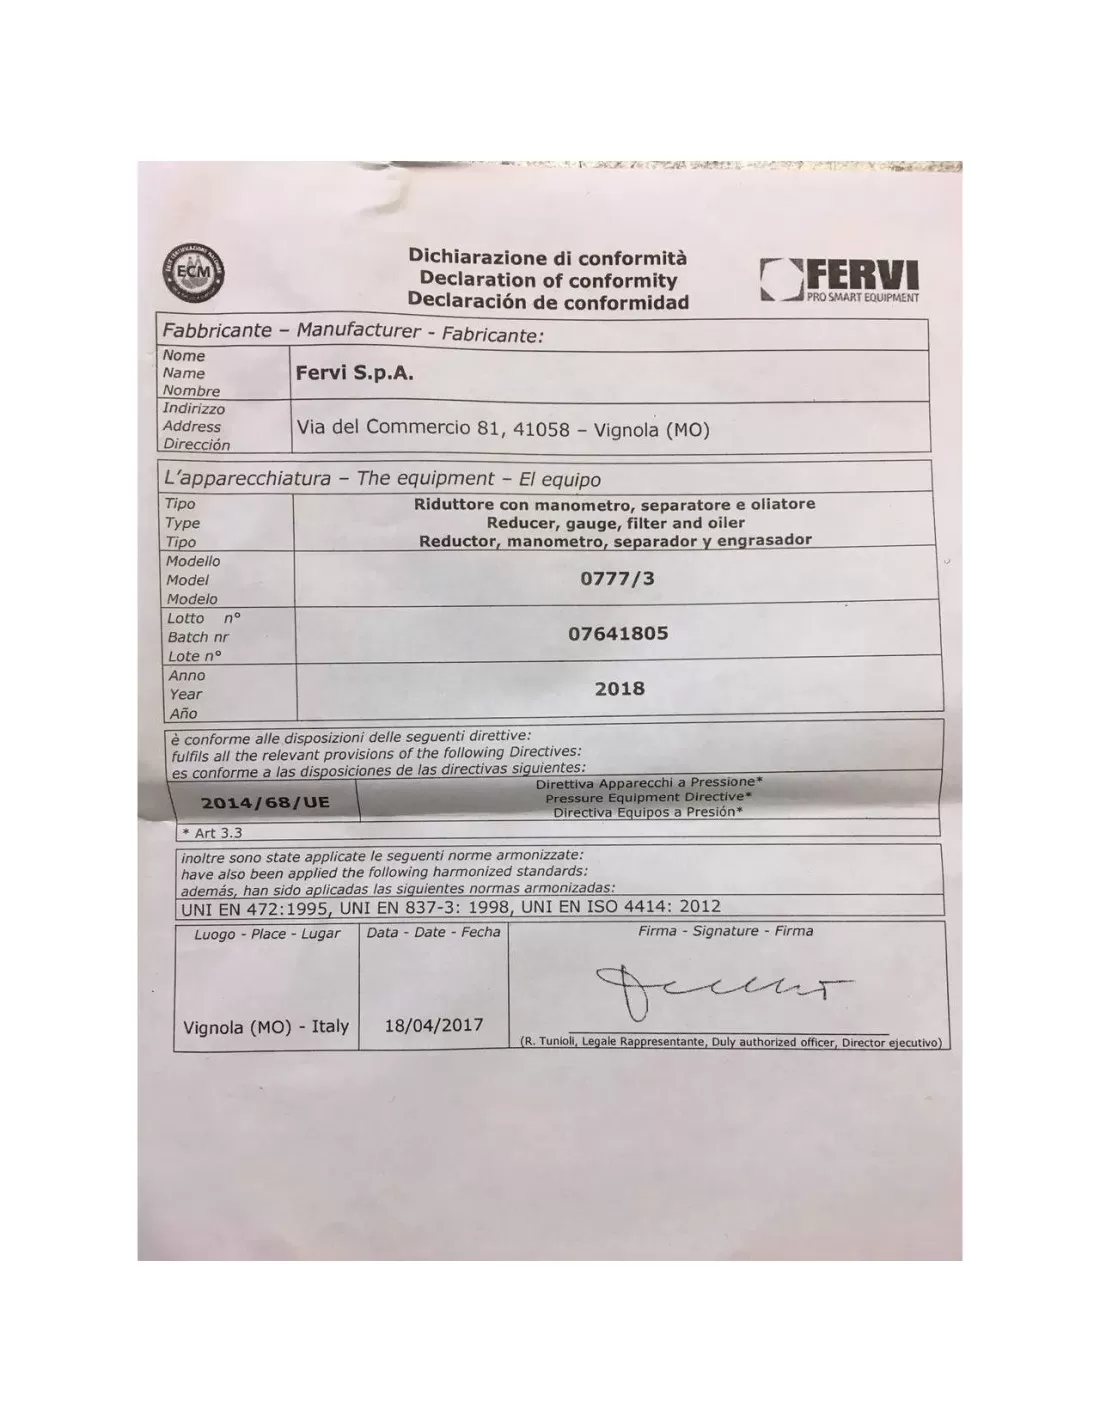 ECM
Dichiarazione di conformità
Declaration of conformity
Declaración de conformidad
FERVI
PRO SMART EQUIPMENT
Fabbricante – Manufacturer - Fabricante:
Nome
Name
Nombre
Fervi S.p.A.
Indirizzo
Address
Dirección
Via del Commercio 81, 41058 – Vignola (MO)
L'apparecchiatura – The equipment – El equipo
Tipo
Type
Tipo
Riduttore con manometro, separatore e oliatore
Reducer, gauge, filter and oiler
Reductor, manometro, separador y engrasador
Modello
Model
Modelo
0777/3
Lotto n°
Batch nr
Lote n°
07641805
Anno
Year
Año
2018
è conforme alle disposizioni delle seguenti direttive:
fulfils all the relevant provisions of the following Directives:
es conforme a las disposiciones de las directivas siguientes:
2014/68/UE
Direttiva Apparecchi a Pressione*
Pressure Equipment Directive*
Directiva Equipos a Presión*
* Art 3.3
inoltre sono state applicate le seguenti norme armonizzate:
have also been applied the following harmonized standards:
además, han sido aplicadas las siguientes normas armonizadas:
UNI EN 472:1995, UNI EN 837-3: 1998, UNI EN ISO 4414: 2012
Luogo - Place - Lugar
Data - Date - Fecha
Firma - Signature - Firma
Vignola (MO) - Italy
18/04/2017
(R. Tunioli, Legale Rappresentante, Duly authorized officer, Director ejecutivo)